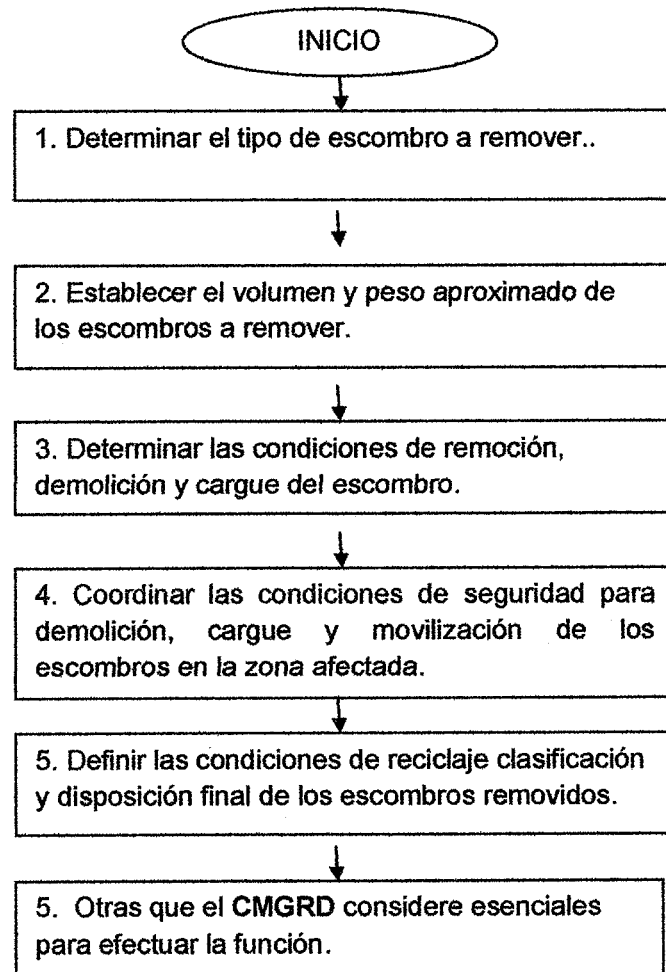 INICIO
1. Determinar el tipo de escombro a remover..
2. Establecer el volumen y peso aproximado de
los escombros a remover.
3. Determinar las condiciones de remoción,
demolición y cargue del escombro.
4. Coordinar las condiciones de seguridad para
demolición, cargue y movilización de los
escombros en la zona afectada.
5. Definir las condiciones de reciclaje clasificación
y disposición final de los escombros removidos.
5. Otras que el CMGRD considere esenciales
para efectuar la función.